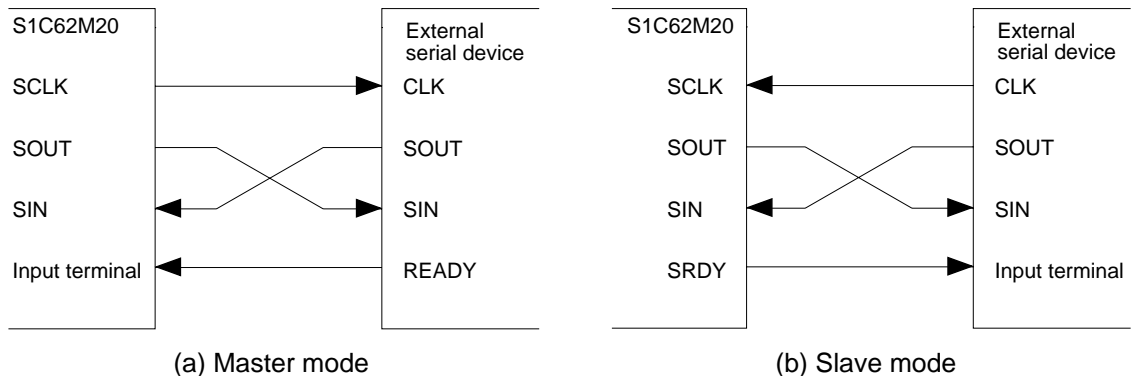 S1C62M20
External
serial device
SCLK
CLK
SOUT
SOUT
SIN
SIN
Input terminal
READY
(a) Master mode
S1C62M20
External
serial device
SCLK
CLK
SOUT
SOUT
SIN
SIN
SRDY
Input terminal
(b) Slave mode